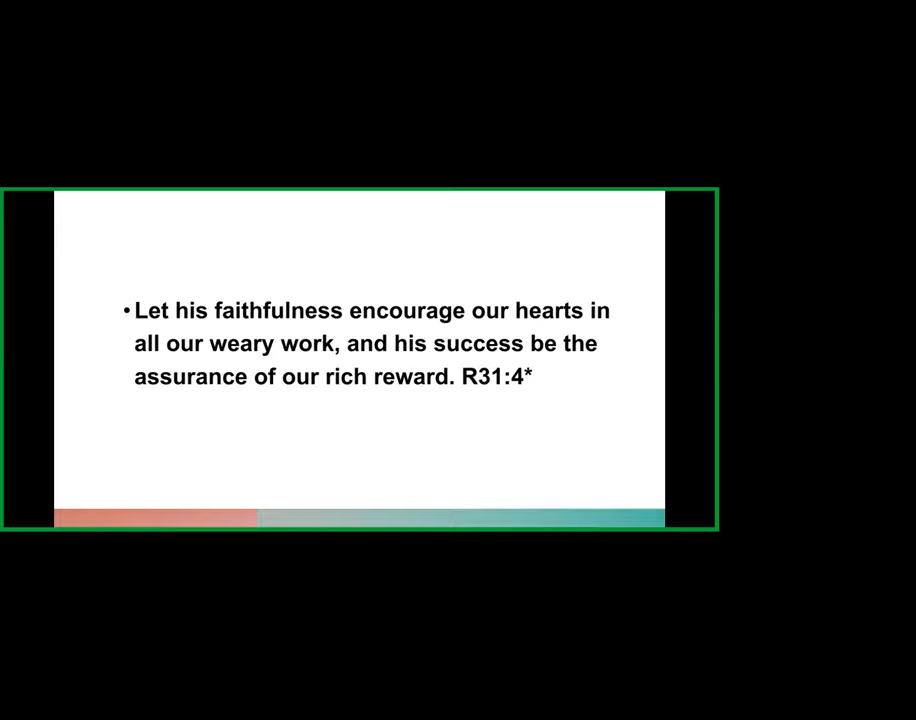 • Let his faithfulness encourage our hearts in
all our weary work, and his success be the
assurance of our rich reward. R31:4*